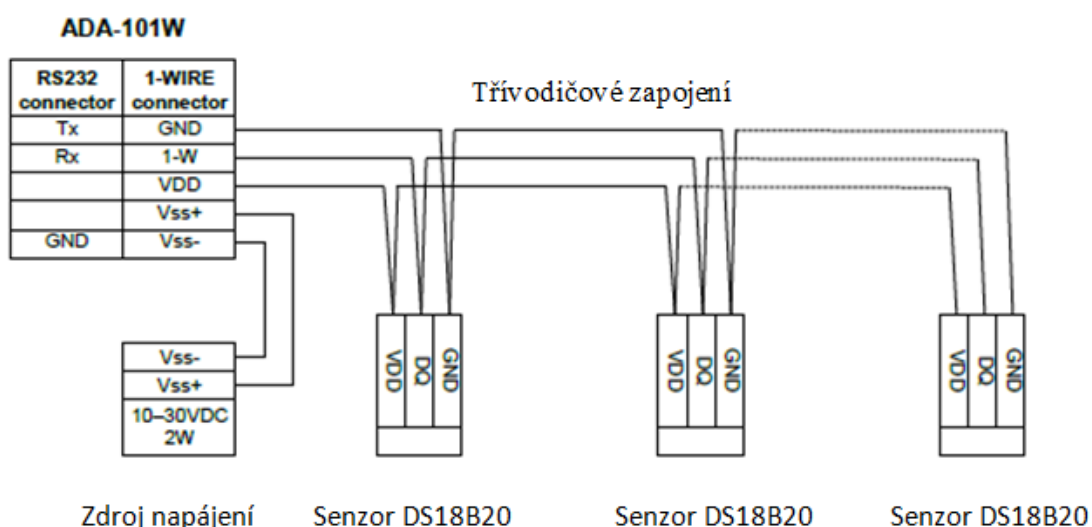 ADA-101W
RS232 connector
1-WIRE connector
Třívodičové zapojení
Tx
GND
Rx
1-W
VDD
Vss+
GND
Vss-
Vss-
Vss+
10–30VDC
2W
VDD
DQ
GND
VDD
DQ
GND
VDD
DQ
GND
Zdroj napájení
Senzor DS18B20
Senzor DS18B20
Senzor DS18B20